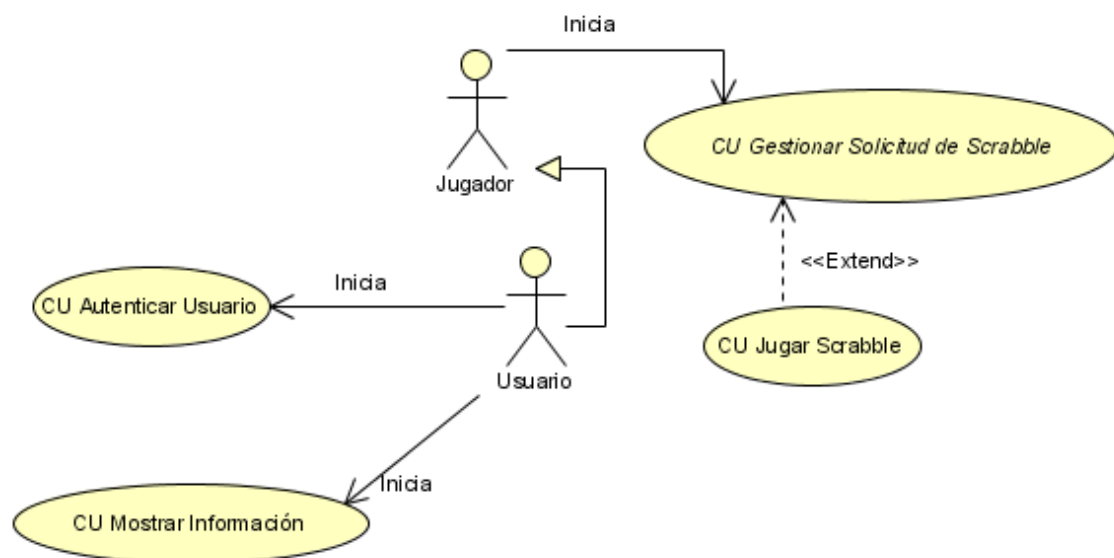 Inicia
CU Gestionar Solicitud de Scrabble
Jugador
<<Extend>>
Inicia
CU Autenticar Usuario
CU Jugar Scrabble
Usuario
Inicia
CU Mostrar Información